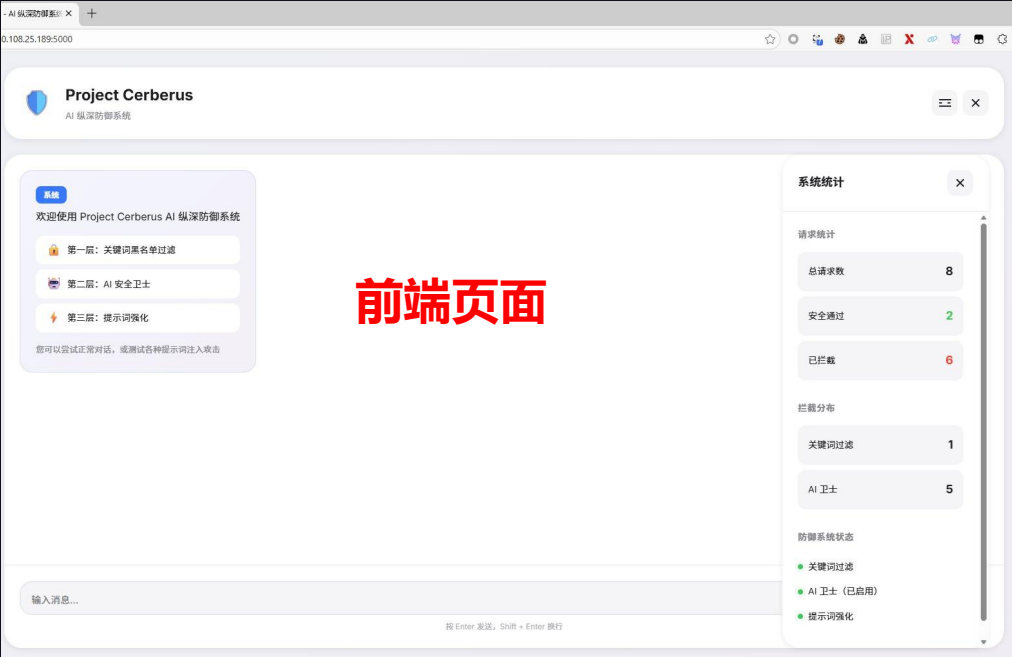 - AI 纵深防御系统
0.108.25.189:5000
Project Cerberus
AI 纵深防御系统
系统
欢迎使用 Project Cerberus AI 纵深防御系统
第一层：关键词黑名单过滤
第二层：AI 安全卫士
第三层：提示词强化
您可以尝试正常对话，或测试各种提示词注入攻击
前端页面
输入消息...
按 Enter 发送，Shift + Enter 换行
系统统计
请求统计
总请求数 8
安全通过 2
已拦截 6
拦截分布
关键词过滤 1
AI 卫士 5
防御系统状态
关键词过滤
AI 卫士（已启用）
提示词强化